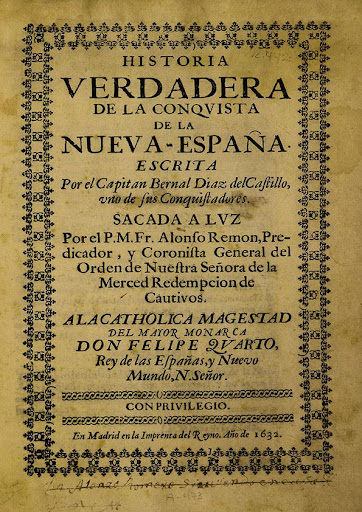 HISTORIA
VERDADERA
DE LA CONQVISTA
DE LA
NUEVA-ESPAÑA.
ESCRITA
Por el Capitan Bernal Diaz del Castillo,
vno de sus Conquistadores.
SACADA A LVZ
Por el P.M.Fr. Alonso Remon, Pre-
dicador, y Coronista General del
Orden de Nuestra Señora de la
Merced Redempcion de
Cautivos.
A LA CATHOLICA MAGESTAD
DEL MAYOR MONARCA
DON FELIPE QVARTO,
Rey de las Españas, y Nuevo
Mundo, N. Señor.
CON PRIVILEGIO.
En Madrid en la Imprenta del Reyno. Año de 1632.